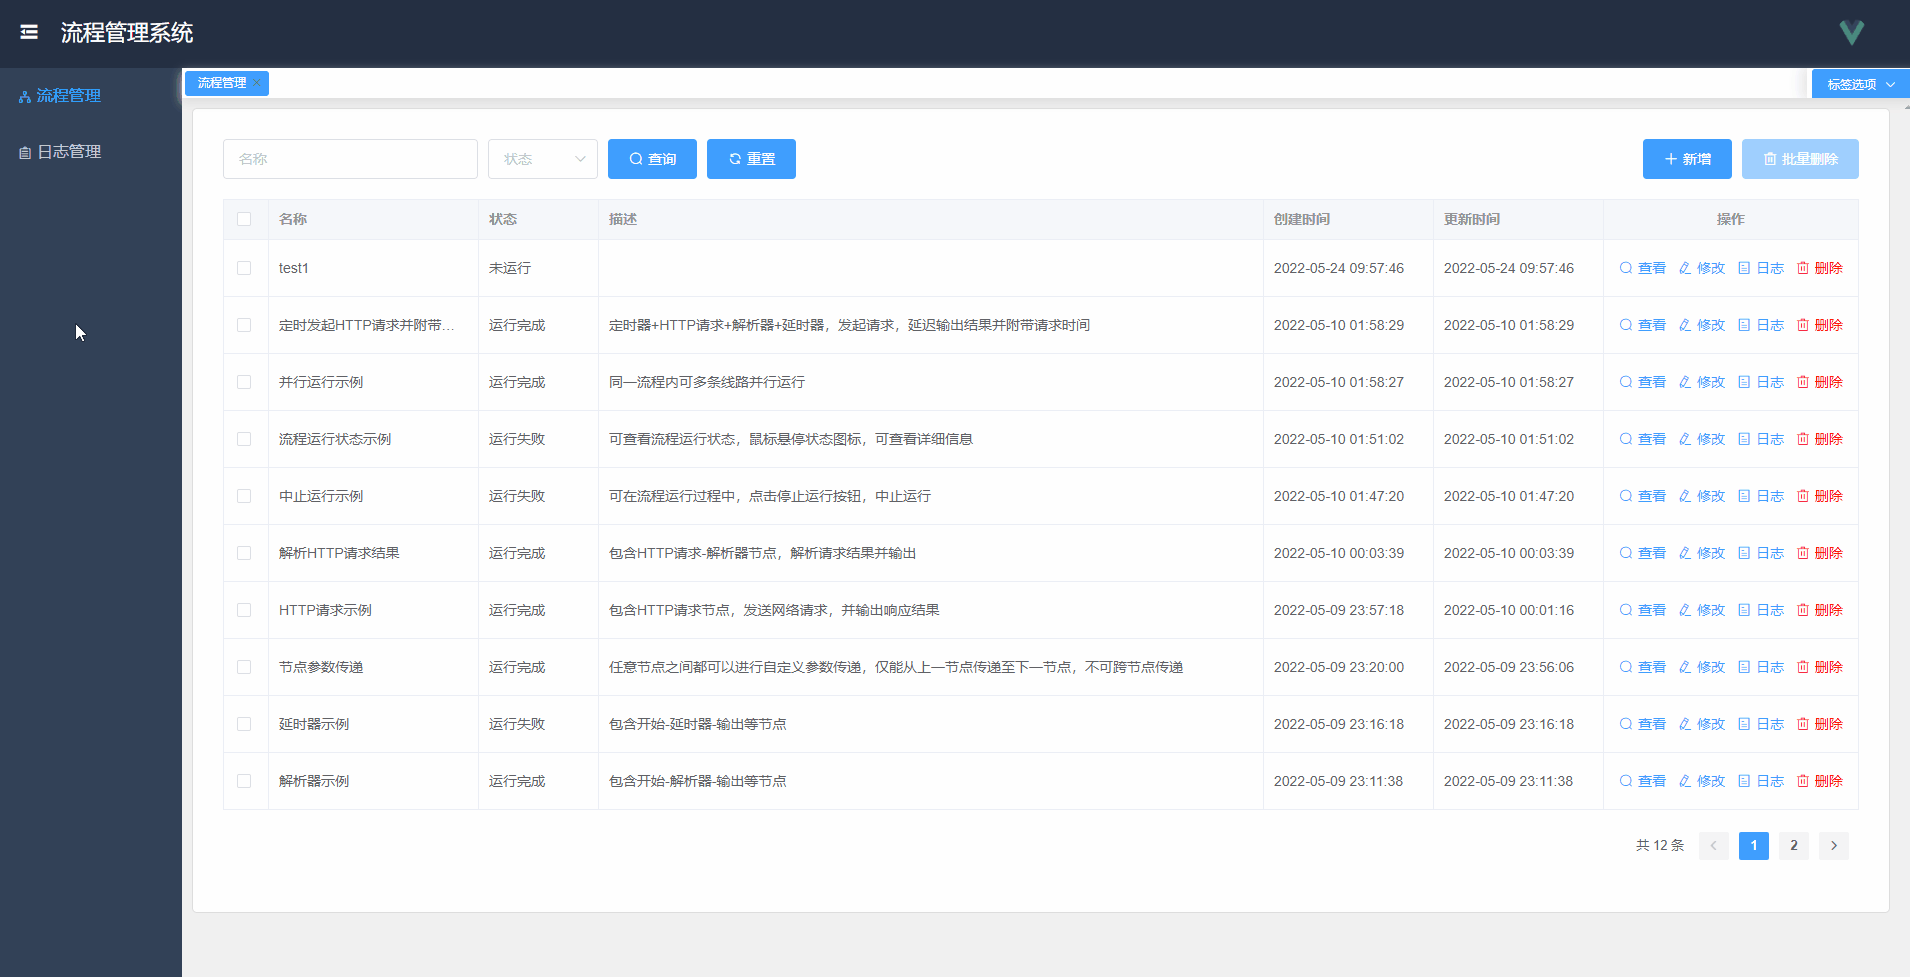 流程管理系统
流程管理
日志管理
流程管理 ×
标签选项
名称 状态 查询 重置 新增 批量删除
名称 状态 描述 创建时间 更新时间 操作
test1 未运行 2022-05-24 09:57:46 2022-05-24 09:57:46 查看 修改 日志 删除
定时发起HTTP请求并附带... 运行完成 定时器+HTTP请求+解析器+延时器，发起请求，延迟输出结果并附带请求时间 2022-05-10 01:58:29 2022-05-10 01:58:29 查看 修改 日志 删除
并行运行示例 运行完成 同一流程内可多条线路并行运行 2022-05-10 01:58:27 2022-05-10 01:58:27 查看 修改 日志 删除
流程运行状态示例 运行失败 可查看流程运行状态，鼠标悬停状态图标，可查看详细信息 2022-05-10 01:51:02 2022-05-10 01:51:02 查看 修改 日志 删除
中止运行示例 运行失败 可在流程运行过程中，点击停止运行按钮，中止运行 2022-05-10 01:47:20 2022-05-10 01:47:20 查看 修改 日志 删除
解析HTTP请求结果 运行完成 包含HTTP请求-解析器节点，解析请求结果并输出 2022-05-10 00:03:39 2022-05-10 00:03:39 查看 修改 日志 删除
HTTP请求示例 运行完成 包含HTTP请求节点，发送网络请求，并输出响应结果 2022-05-09 23:57:18 2022-05-10 00:01:16 查看 修改 日志 删除
节点参数传递 运行完成 任意节点之间都可以进行自定义参数传递，仅能从上一节点传递至下一节点，不可跨节点传递 2022-05-09 23:20:00 2022-05-09 23:56:06 查看 修改 日志 删除
延时器示例 运行失败 包含开始-延时器-输出等节点 2022-05-09 23:16:18 2022-05-09 23:16:18 查看 修改 日志 删除
解析器示例 运行完成 包含开始-解析器-输出等节点 2022-05-09 23:11:38 2022-05-09 23:11:38 查看 修改 日志 删除
共 12 条 1 2